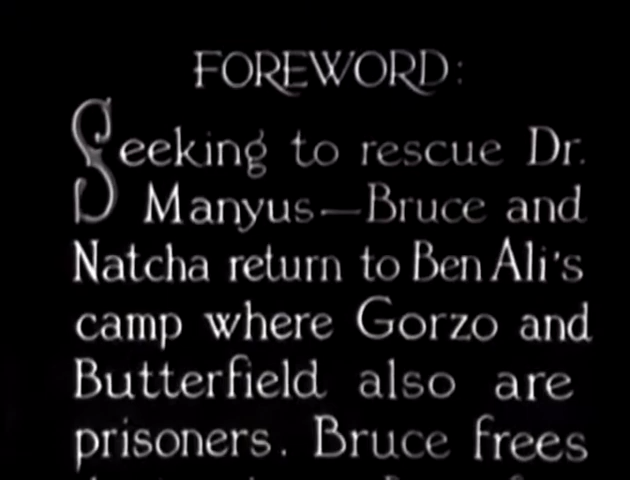 FOREWORD:
Seeking to rescue Dr.
Manyus—Bruce and
Natcha return to Ben Ali's
camp where Gorzo and
Butterfield also are
prisoners. Bruce frees